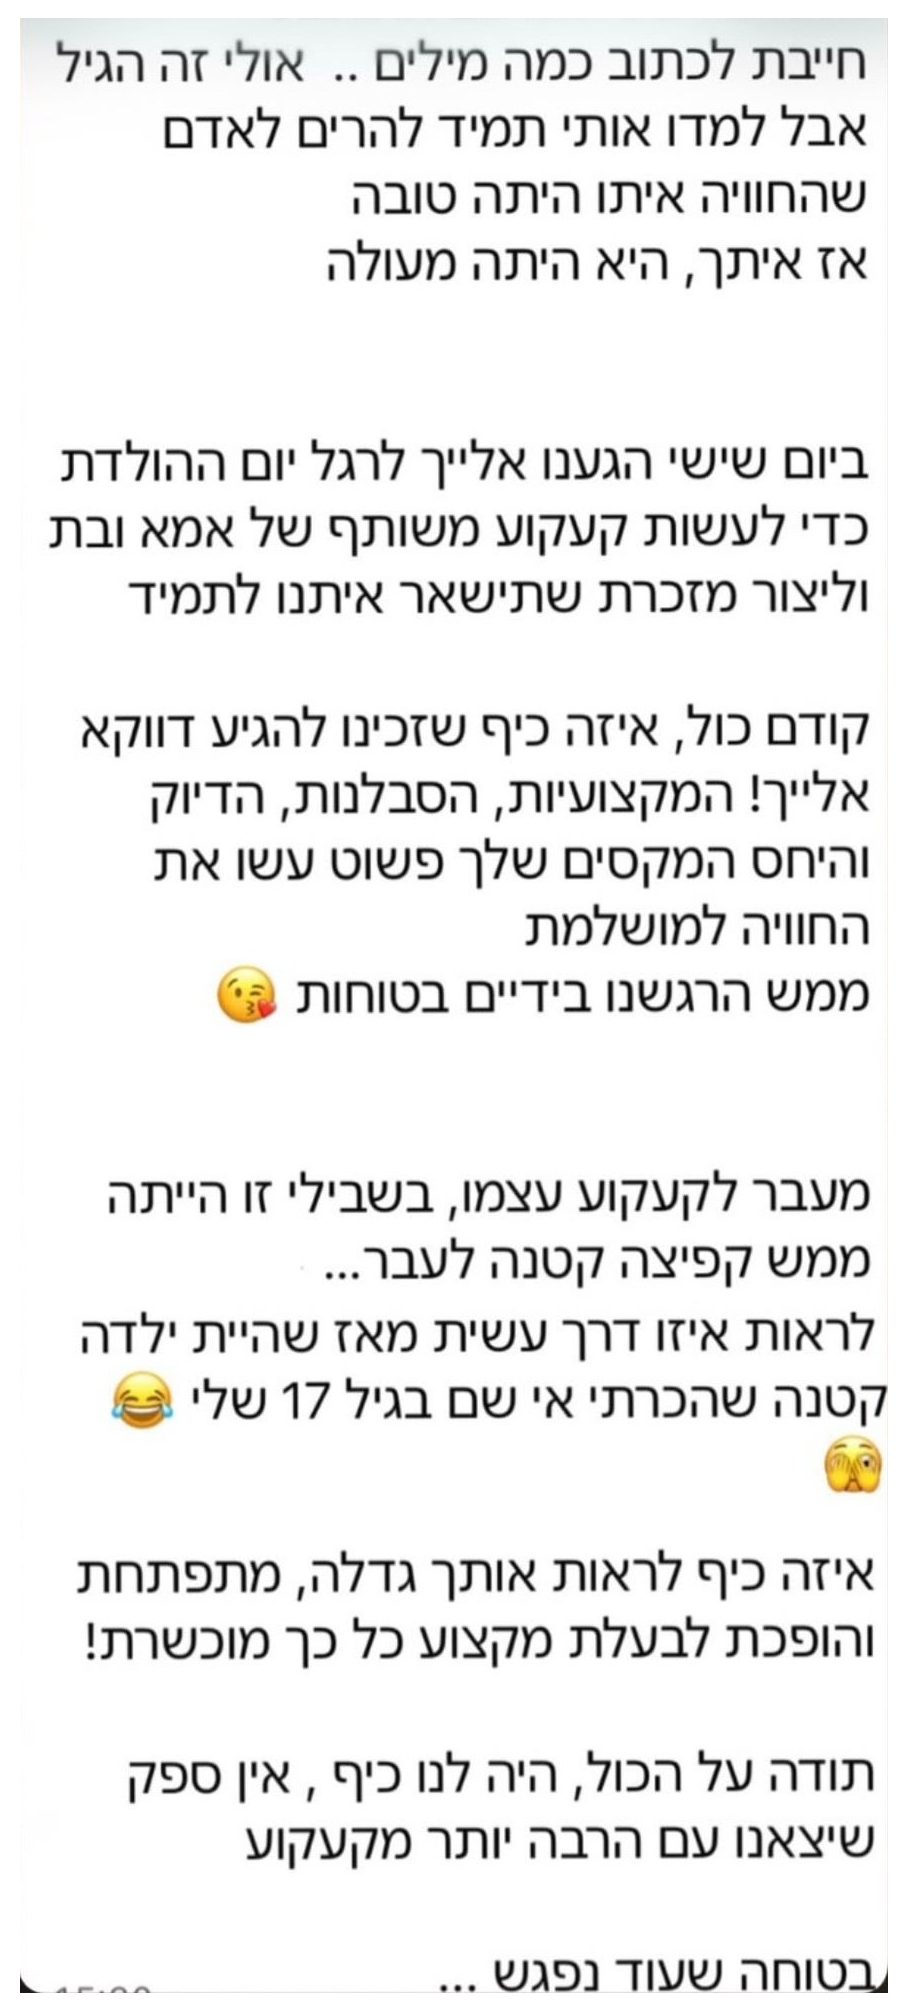 חייבת לכתוב כמה מילים .. אולי זה הגיל
אבל למדו אותי תמיד להרים לאדם
שהחוויה איתו היתה טובה
אז איתך, היא היתה מעולה
ביום שישי הגענו אלייך לרגל יום ההולדת
כדי לעשות קעקוע משותף של אמא ובת
וליצור מזכרת שתישאר איתנו לתמיד
קודם כול, איזה כיף שזכינו להגיע דווקא
אלייך! המקצועיות, הסבלנות, הדיוק
והיחס המקסים שלך פשוט עשו את
החוויה למושלמת
ממש הרגשנו בידיים בטוחות 😘
מעבר לקעקוע עצמו, בשבילי זו הייתה
ממש קפיצה קטנה לעבר...
לראות איזו דרך עשית מאז שהיית ילדה
קטנה שהכרתי אי שם בגיל 17 שלי 😂
🫣
איזה כיף לראות אותך גדלה, מתפתחת
והופכת לבעלת מקצוע כל כך מוכשרת!
תודה על הכול, היה לנו כיף , אין ספק
שיצאנו עם הרבה יותר מקעקוע
בטוחה שעוד נפגש ...